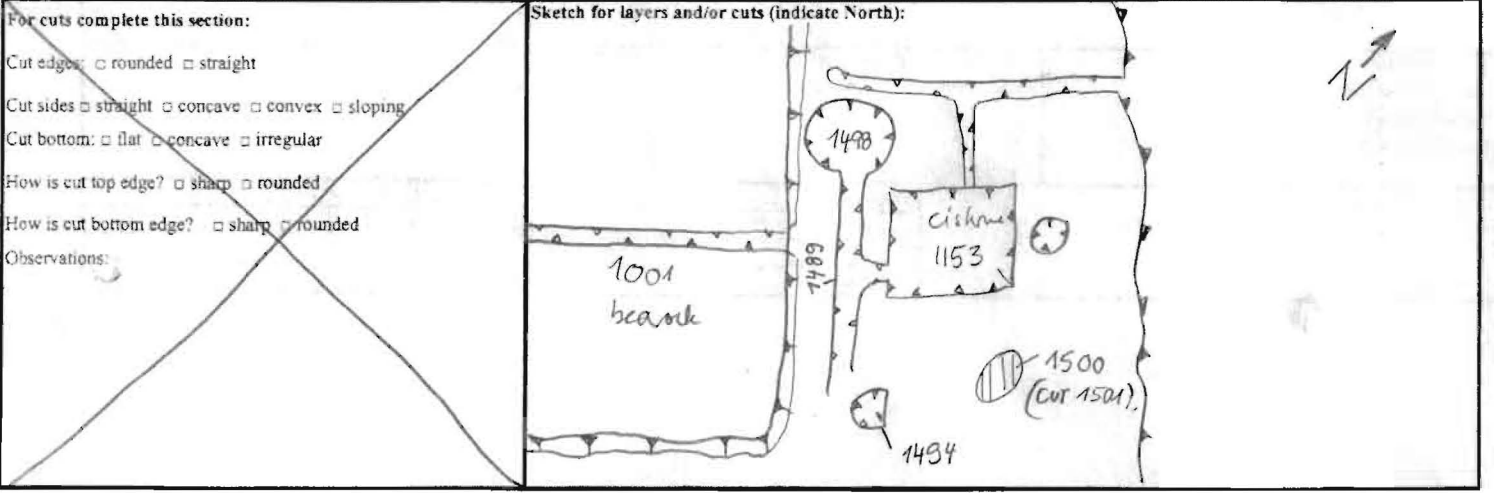 For cuts complete this section:
Cut edges: □ rounded □ straight
Cut sides □ straight □ concave □ convex □ sloping
Cut bottom: □ flat □ concave □ irregular
How is cut top edge? □ sharp □ rounded
How is cut bottom edge? □ sharp □ rounded
Observations:
Sketch for layers and/or cuts (indicate North):
N
1498
1489
1153
1001
1500
(cut 1501).
1494